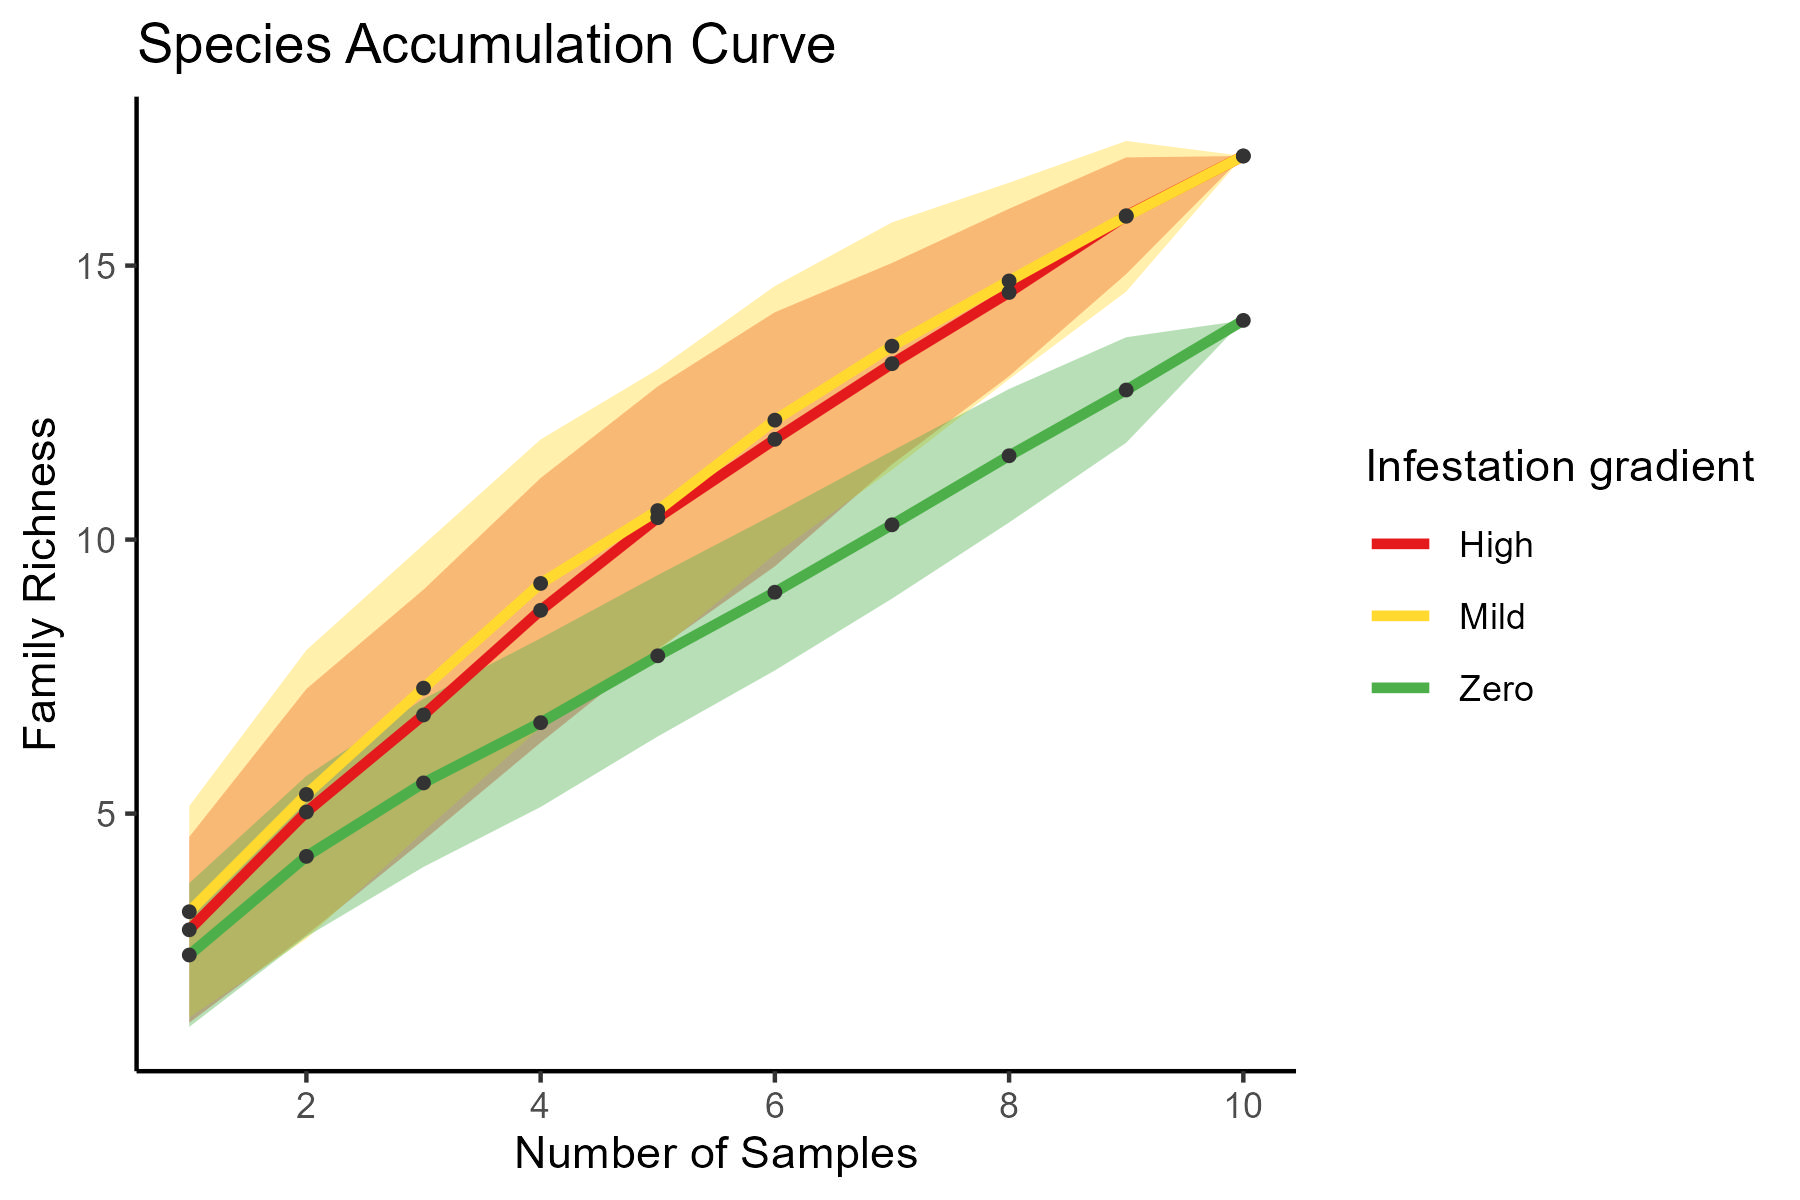 Species Accumulation Curve
Family Richness
15
10
5
2 4 6 8 10
Number of Samples
Infestation gradient
High
Mild
Zero